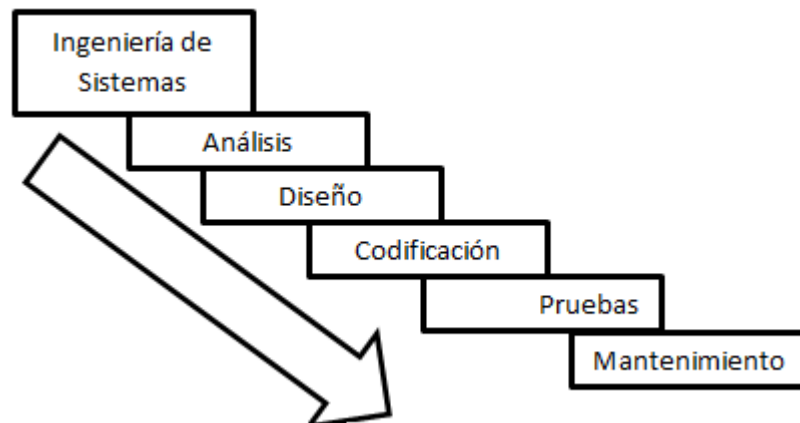 Ingeniería de
Sistemas
Análisis
Diseño
Codificación
Pruebas
Mantenimiento